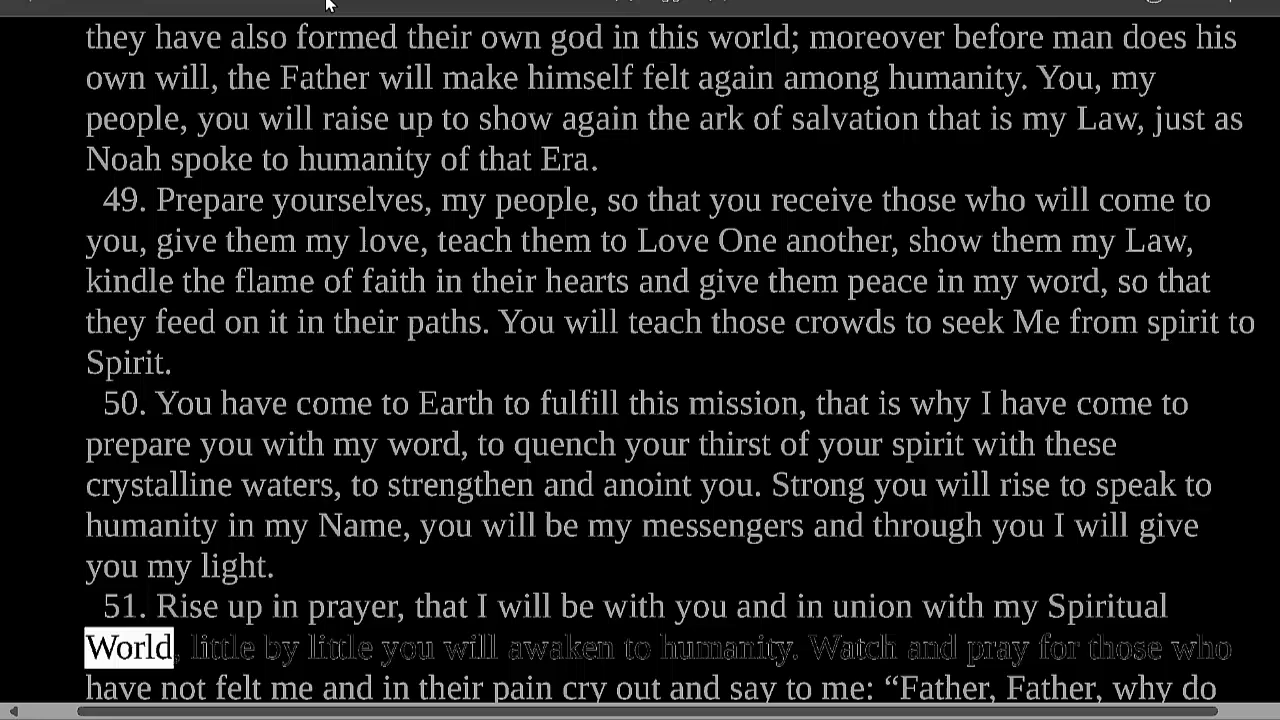 they have also formed their own god in this world; moreover before man does his
own will, the Father will make himself felt again among humanity. You, my
people, you will raise up to show again the ark of salvation that is my Law, just as
Noah spoke to humanity of that Era.
49. Prepare yourselves, my people, so that you receive those who will come to
you, give them my love, teach them to Love One another, show them my Law,
kindle the flame of faith in their hearts and give them peace in my word, so that
they feed on it in their paths. You will teach those crowds to seek Me from spirit to
Spirit.
50. You have come to Earth to fulfill this mission, that is why I have come to
prepare you with my word, to quench your thirst of your spirit with these
crystalline waters, to strengthen and anoint you. Strong you will rise to speak to
humanity in my Name, you will be my messengers and through you I will give
you my light.
51. Rise up in prayer, that I will be with you and in union with my Spiritual
World, little by little you will awaken to humanity. Watch and pray for those who
have not felt me and in their pain cry out and say to me: “Father, Father, why do